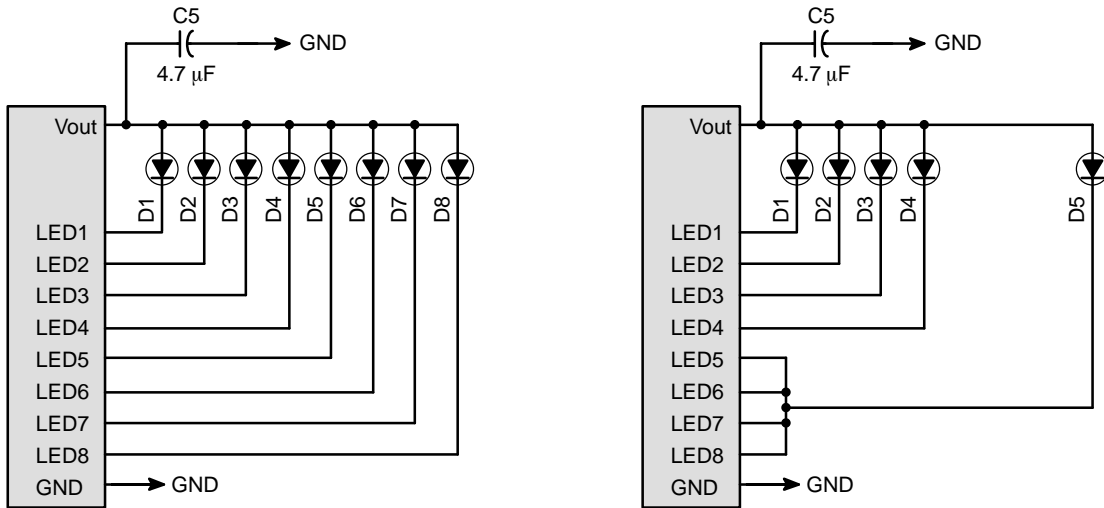 C5
GND
4.7 μF
Vout
D1
D2
D3
D4
D5
D6
D7
D8
LED1
LED2
LED3
LED4
LED5
LED6
LED7
LED8
GND
GND
C5
GND
4.7 μF
Vout
D1
D2
D3
D4
D5
LED1
LED2
LED3
LED4
LED5
LED6
LED7
LED8
GND
GND